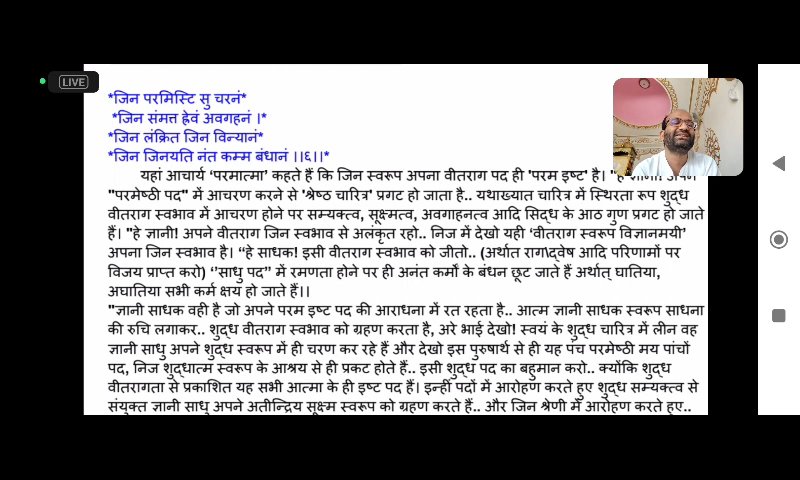 LIVE
*जिन परमिस्टि सु चरनं*
*जिन संमत्त ह्रेवं अवगहनं ।*
*जिन लंक्रित जिन विन्यानं*
*जिन जिनयति नंत कम्म बंधानं ।।६।।*
यहां आचार्य ‘परमात्मा’ कहते हैं कि जिन स्वरूप अपना वीतराग पद ही 'परम इष्ट' है। "हे ज्ञानी! अपने
"परमेष्ठी पद" में आचरण करने से 'श्रेष्ठ चारित्र' प्रगट हो जाता है.. यथाख्यात चारित्र में स्थिरता रूप शुद्ध
वीतराग स्वभाव में आचरण होने पर सम्यक्त्व, सूक्ष्मत्व, अवगाहनत्व आदि सिद्ध के आठ गुण प्रगट हो जाते
हैं। "हे ज्ञानी! अपने वीतराग जिन स्वभाव से अलंकृत रहो.. निज में देखो यही ‘वीतराग स्वरूप विज्ञानमयी’
अपना जिन स्वभाव है। “हे साधक! इसी वीतराग स्वभाव को जीतो.. (अर्थात राग\द्वेष आदि परिणामों पर
विजय प्राप्त करो) ‘'साधु पद” में रमणता होने पर ही अनंत कर्मों के बंधन छूट जाते हैं अर्थात् घातिया,
अघातिया सभी कर्म क्षय हो जाते हैं।।
"ज्ञानी साधक वही है जो अपने परम इष्ट पद की आराधना में रत रहता है.. आत्म ज्ञानी साधक स्वरूप साधना
की रुचि लगाकर.. शुद्ध वीतराग स्वभाव को ग्रहण करता है, अरे भाई देखो! स्वयं के शुद्ध चारित्र में लीन वह
ज्ञानी साधु अपने शुद्ध स्वरूप में ही चरण कर रहे हैं और देखो इस पुरुषार्थ से ही यह पंच परमेष्ठी मय पांचों
पद, निज शुद्धात्म स्वरूप के आश्रय से ही प्रकट होते हैं.. इसी शुद्ध पद का बहुमान करो.. क्योंकि शुद्ध
वीतरागता से प्रकाशित यह सभी आत्मा के ही इष्ट पद हैं। इन्हीं पदों में आरोहण करते हुए शुद्ध सम्यक्त्व से
संयुक्त ज्ञानी साधु अपने अतीन्द्रिय सूक्ष्म स्वरूप को ग्रहण करते हैं.. और जिन श्रेणी में आरोहण करते हुए..